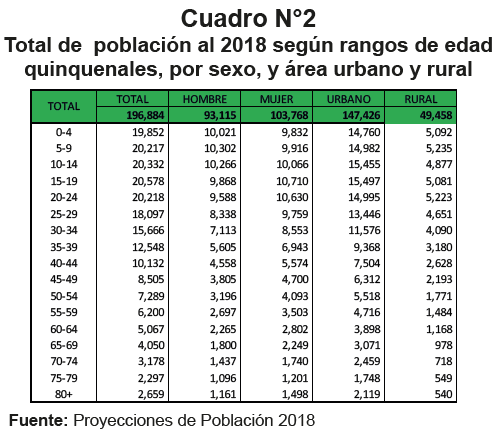 Cuadro N°2
Total de población al 2018 según rangos de edad
quinquenales, por sexo, y área urbano y rural
TOTAL TOTAL HOMBRE MUJER URBANO RURAL
196,884 93,115 103,768 147,426 49,458
0-4 19,852 10,021 9,832 14,760 5,092
5-9 20,217 10,302 9,916 14,982 5,235
10-14 20,332 10,266 10,066 15,455 4,877
15-19 20,578 9,868 10,710 15,497 5,081
20-24 20,218 9,588 10,630 14,995 5,223
25-29 18,097 8,338 9,759 13,446 4,651
30-34 15,666 7,113 8,553 11,576 4,090
35-39 12,548 5,605 6,943 9,368 3,180
40-44 10,132 4,558 5,574 7,504 2,628
45-49 8,505 3,805 4,700 6,312 2,193
50-54 7,289 3,196 4,093 5,518 1,771
55-59 6,200 2,697 3,503 4,716 1,484
60-64 5,067 2,265 2,802 3,898 1,168
65-69 4,050 1,800 2,249 3,071 978
70-74 3,178 1,437 1,740 2,459 718
75-79 2,297 1,096 1,201 1,748 549
80+ 2,659 1,161 1,498 2,119 540
Fuente: Proyecciones de Población 2018